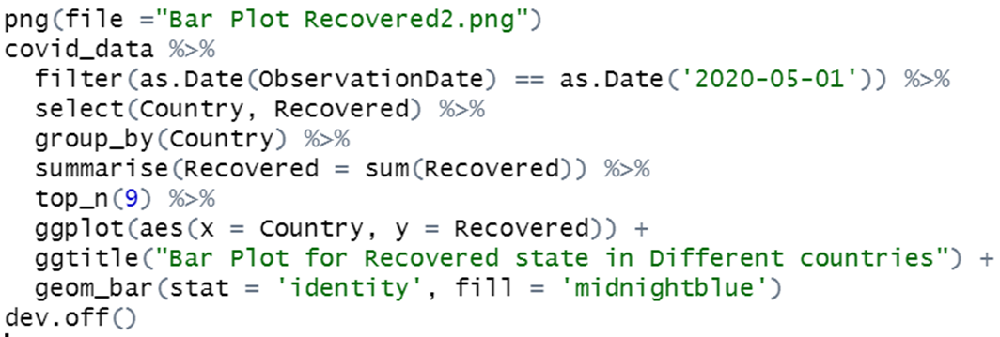 png(file ="Bar Plot Recovered2.png")
covid_data %>%
  filter(as.Date(ObservationDate) == as.Date('2020-05-01')) %>%
  select(Country, Recovered) %>%
  group_by(Country) %>%
  summarise(Recovered = sum(Recovered)) %>%
  top_n(9) %>%
  ggplot(aes(x = Country, y = Recovered)) +
  ggtitle("Bar Plot for Recovered state in Different countries") +
  geom_bar(stat = 'identity', fill = 'midnightblue')
dev.off()